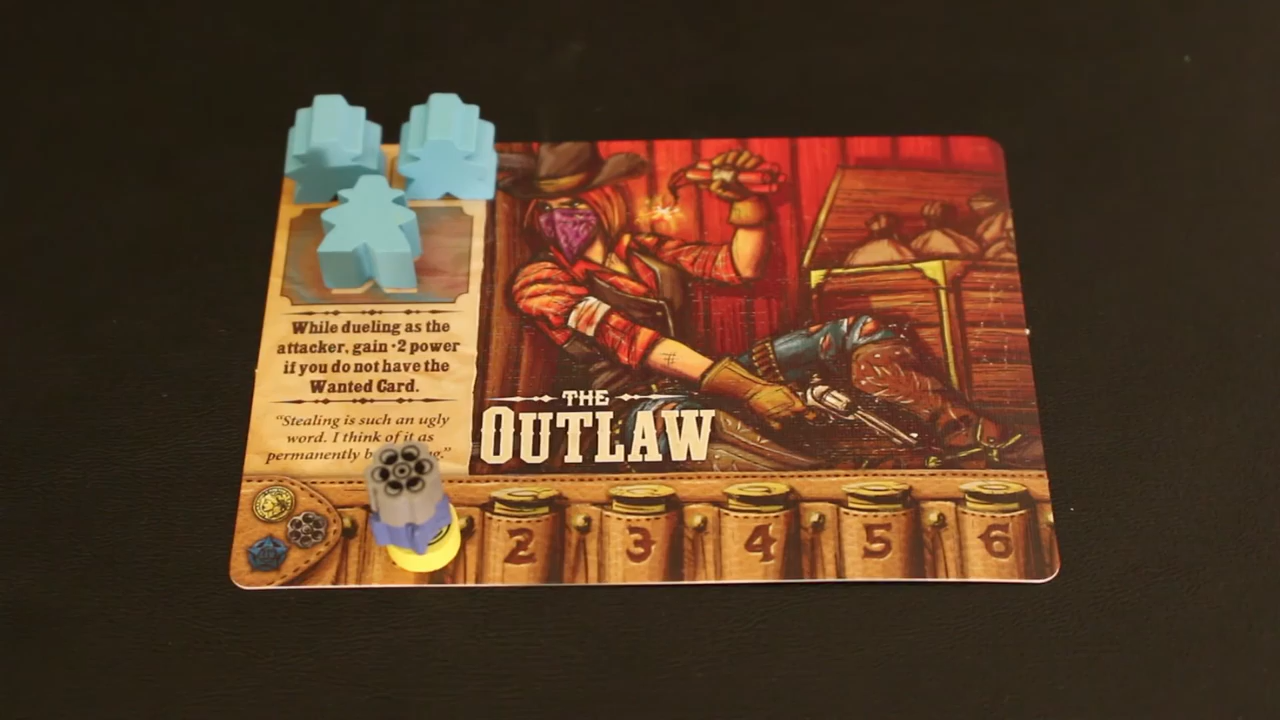 While dueling as the
attacker, gain +2 power
if you do not have the
Wanted Card.
"Stealing is such an ugly
word. I think of it as
permanently
THE
OUTLAW
2 3 4 5 6